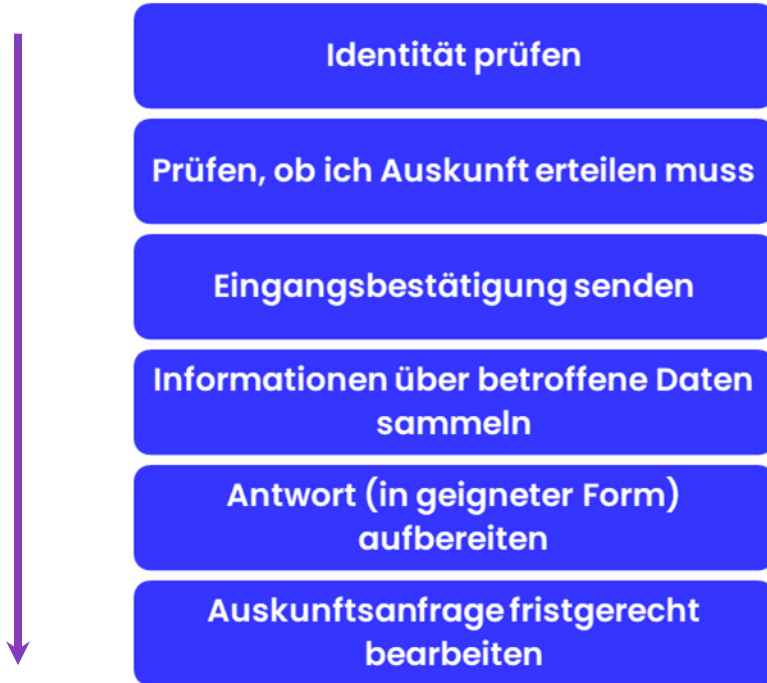 Identität prüfen
Prüfen, ob ich Auskunft erteilen muss
Eingangsbestätigung senden
Informationen über betroffene Daten
sammeln
Antwort (in geigneter Form)
aufbereiten
Auskunftsanfrage fristgerecht
bearbeiten